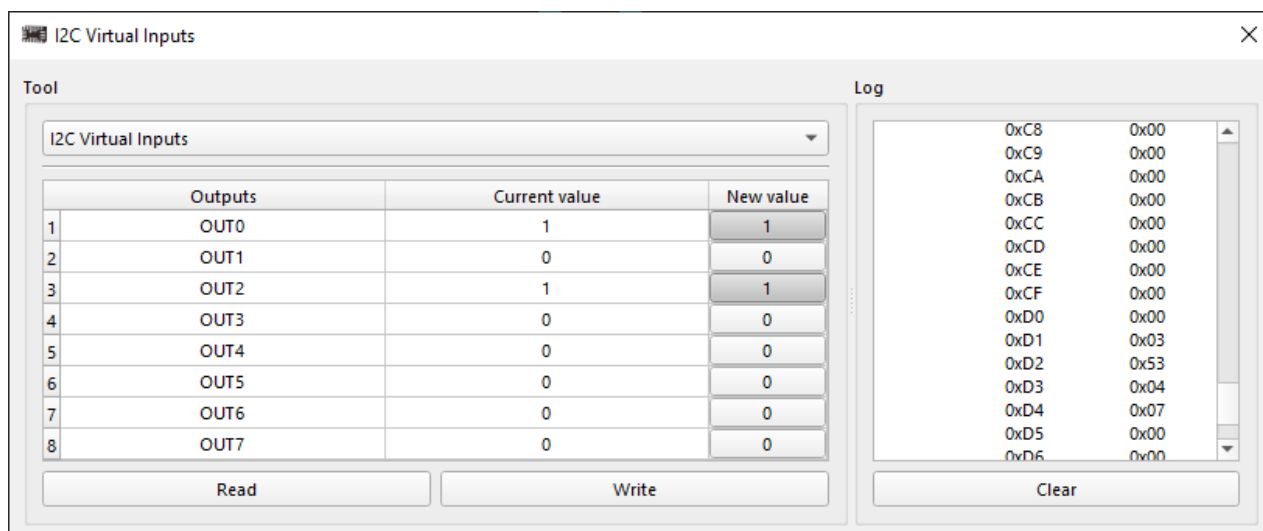 I2C Virtual Inputs
Tool
I2C Virtual Inputs
Outputs Current value New value
1 OUT0 1 1
2 OUT1 0 0
3 OUT2 1 1
4 OUT3 0 0
5 OUT4 0 0
6 OUT5 0 0
7 OUT6 0 0
8 OUT7 0 0
Read Write
Log
0xC8 0x00
0xC9 0x00
0xCA 0x00
0xCB 0x00
0xCC 0x00
0xCD 0x00
0xCE 0x00
0xCF 0x00
0xD0 0x00
0xD1 0x03
0xD2 0x53
0xD3 0x04
0xD4 0x07
0xD5 0x00
0xD6 0x00
Clear